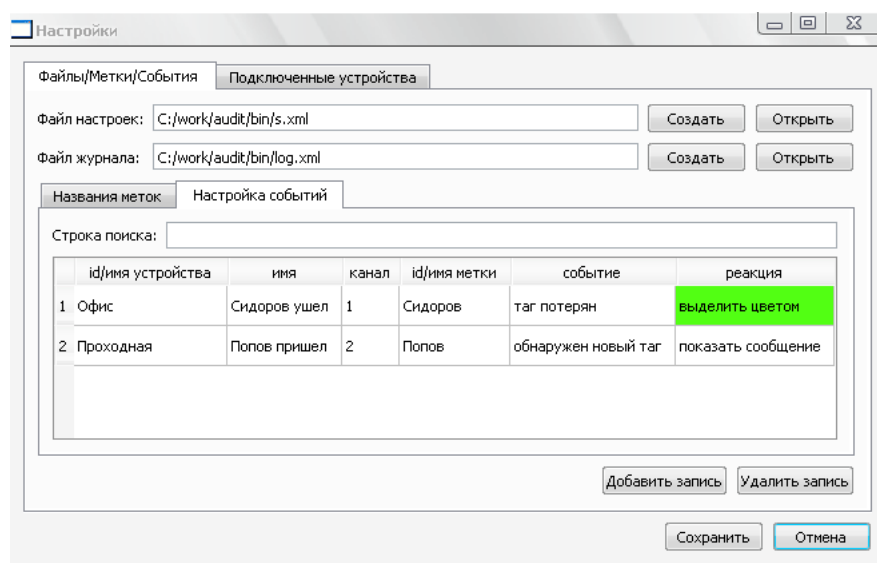 Настройки
Файлы/Метки/События Подключенные устройства
Файл настроек: C:/work/audit/bin/s.xml Создать Открыть
Файл журнала: C:/work/audit/bin/log.xml Создать Открыть
Названия меток Настройка событий
Строка поиска:
id/имя устройства имя канал id/имя метки событие реакция
1 Офис Сидоров ушел 1 Сидоров таг потерян выделить цветом
2 Проходная Попов пришел 2 Попов обнаружен новый таг показать сообщение
Добавить запись Удалить запись
Сохранить Отмена